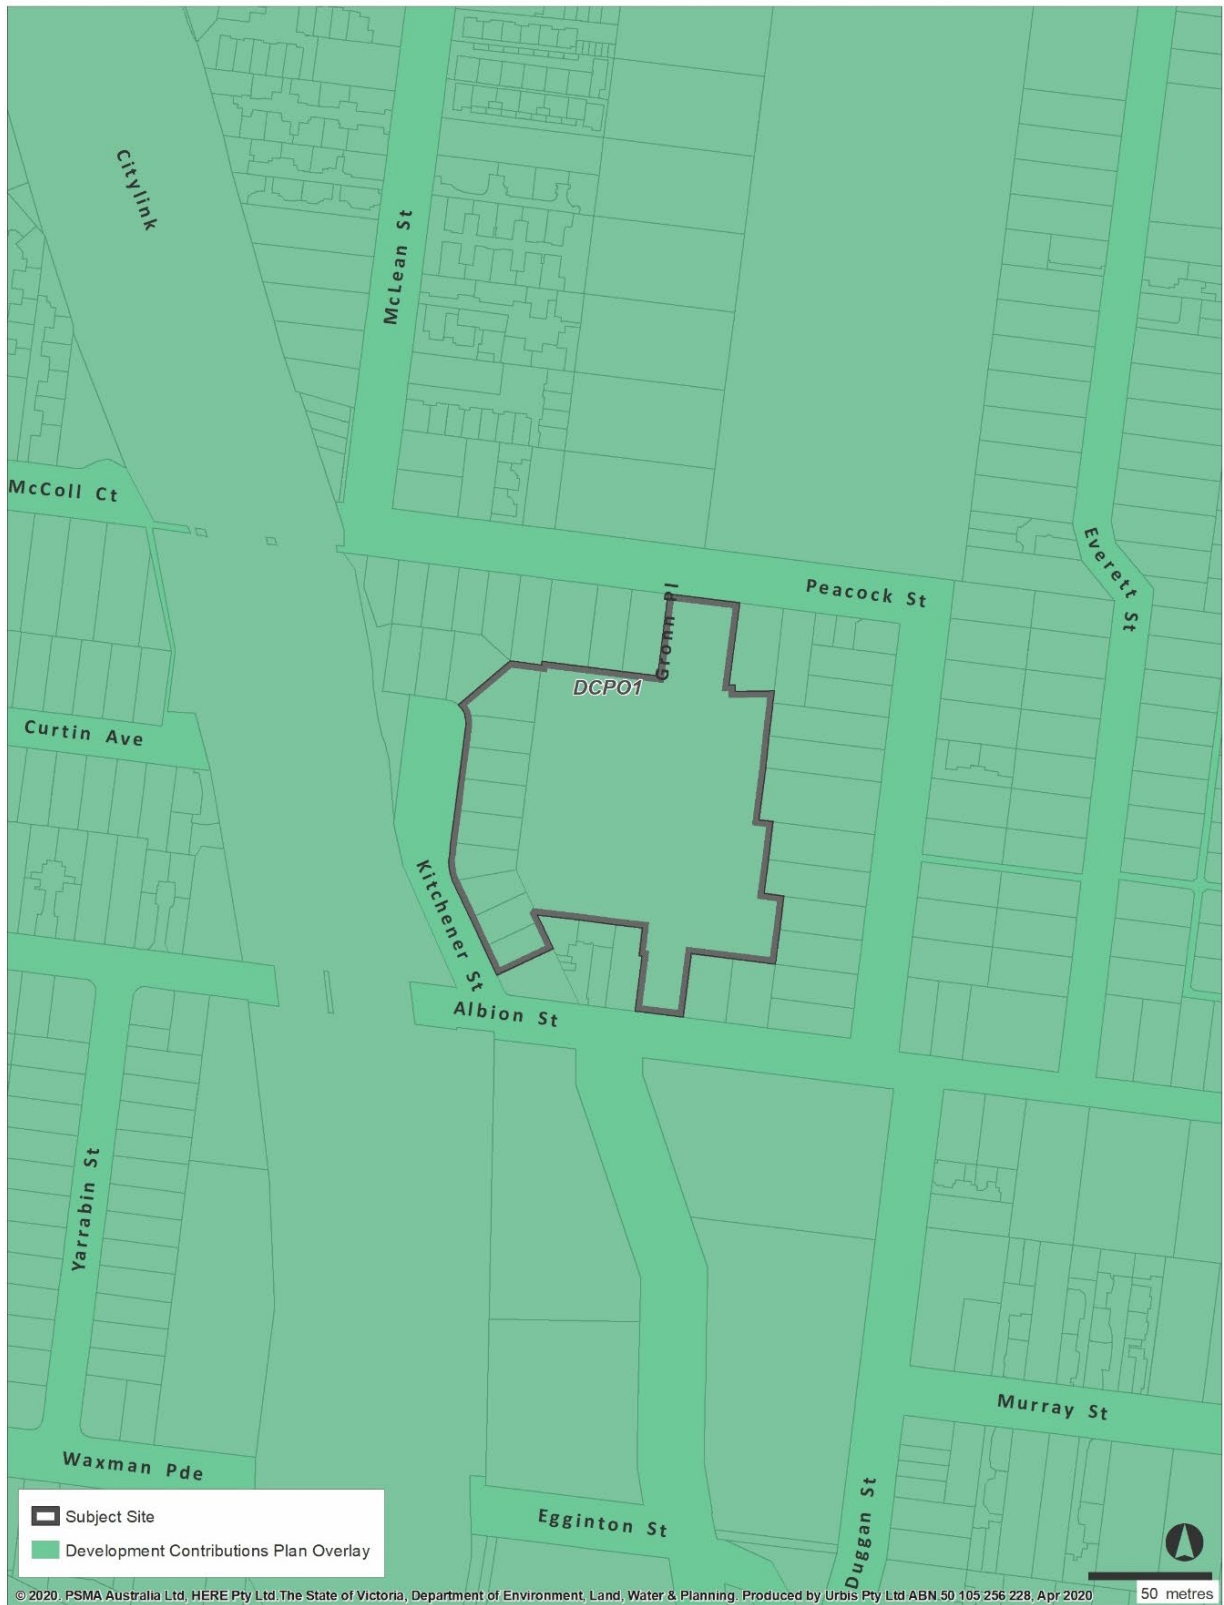 Citylink
McLean St
McColl Ct
Everett St
Peacock St
Gronn Pl
DCPO1
Curtin Ave
Kitchener St
Albion St
Yarrabin St
Murray St
Waxman Pde
Egginton St
Duggan St
Subject Site
Development Contributions Plan Overlay
50 metres
© 2020. PSMA Australia Ltd, HERE Pty Ltd.The State of Victoria, Department of Environment, Land, Water & Planning. Produced by Urbis Pty Ltd ABN 50 105 256 228, Apr 2020